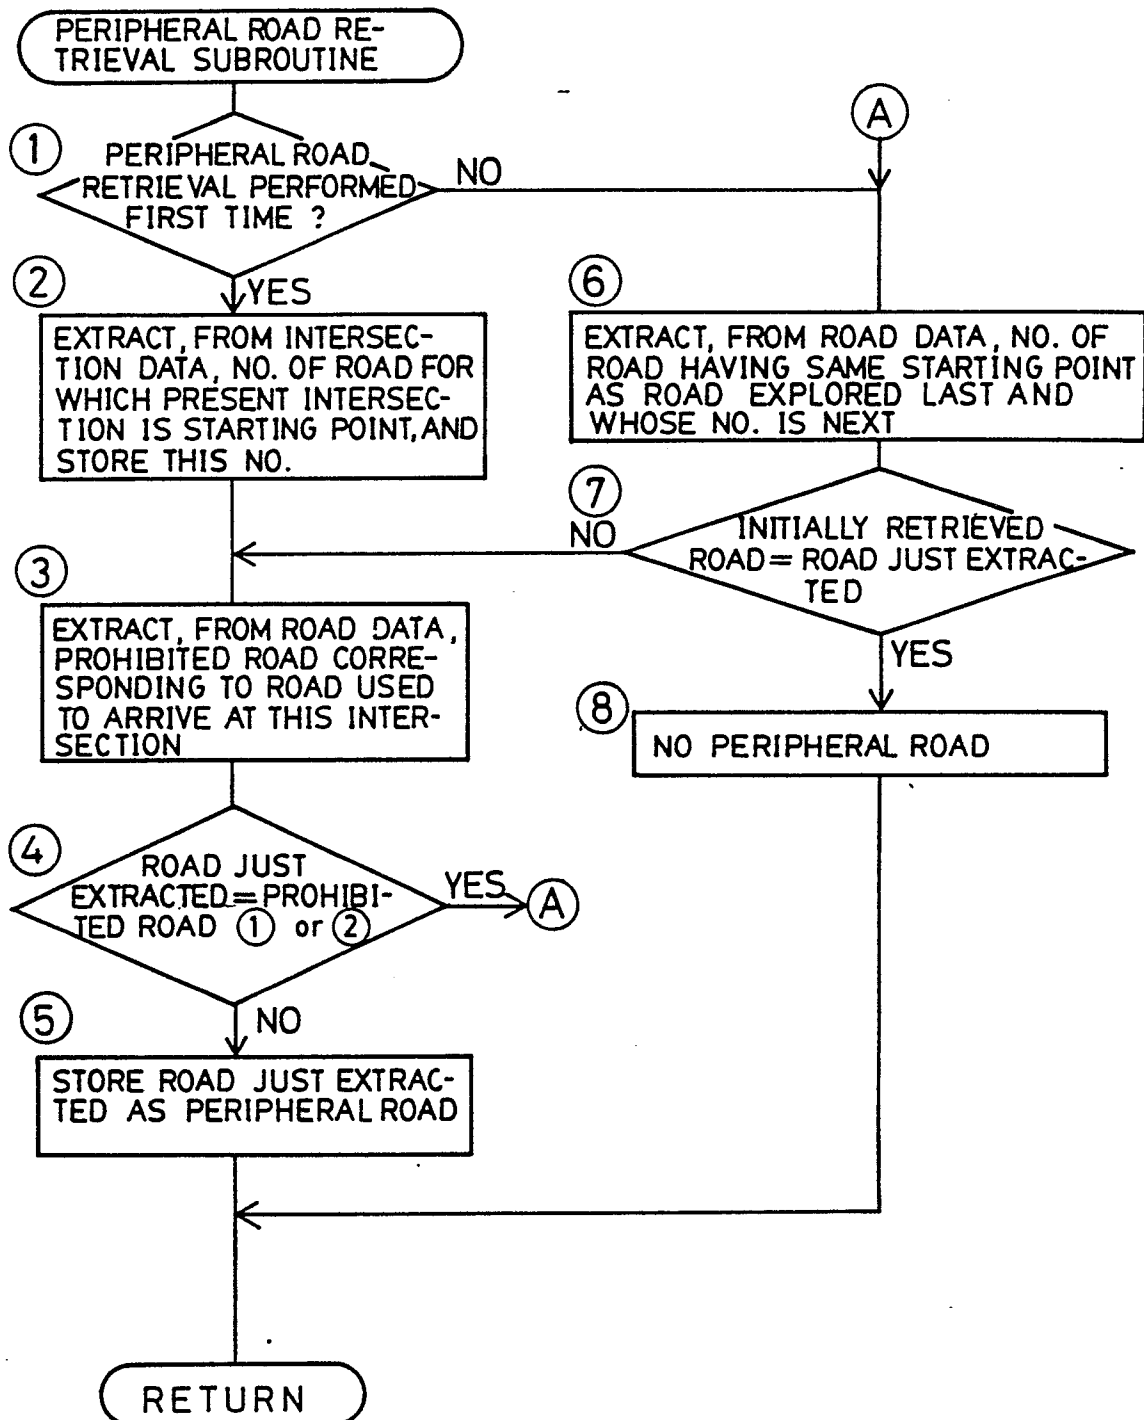 PERIPHERAL ROAD RE-
TRIEVAL SUBROUTINE
A
1
PERIPHERAL ROAD
RETRIEVAL PERFORMED
FIRST TIME ?
NO
YES
2
EXTRACT, FROM INTERSEC-
TION DATA, NO. OF ROAD FOR
WHICH PRESENT INTERSEC-
TION IS STARTING POINT, AND
STORE THIS NO.
6
EXTRACT, FROM ROAD DATA, NO. OF
ROAD HAVING SAME STARTING POINT
AS ROAD EXPLORED LAST AND
WHOSE NO. IS NEXT
7
INITIALLY RETRIEVED
ROAD = ROAD JUST EXTRAC-
TED
NO
YES
3
EXTRACT, FROM ROAD DATA,
PROHIBITED ROAD CORRE-
SPONDING TO ROAD USED
TO ARRIVE AT THIS INTER-
SECTION
8
NO PERIPHERAL ROAD
4
ROAD JUST
EXTRACTED = PROHIBI-
TED ROAD ① or ②
YES
A
NO
5
STORE ROAD JUST EXTRAC-
TED AS PERIPHERAL ROAD
RETURN